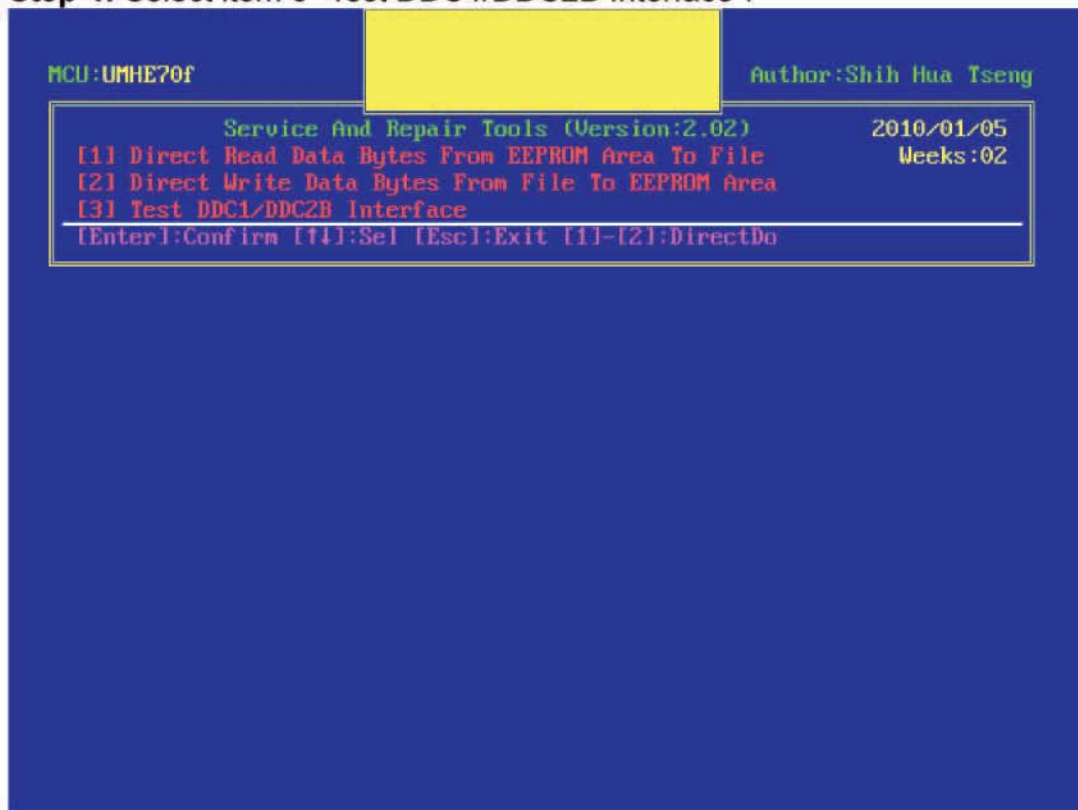 MCU:UMHE70f
Author:Shih Hua Tseng
Service And Repair Tools (Version:2.02) 2010/01/05
[1] Direct Read Data Bytes From EEPROM Area To File Weeks:02
[2] Direct Write Data Bytes From File To EEPROM Area
[3] Test DDC1/DDC2B Interface
[Enter]:Confirm [↑↓]:Sel [Esc]:Exit [1]-[2]:DirectDo